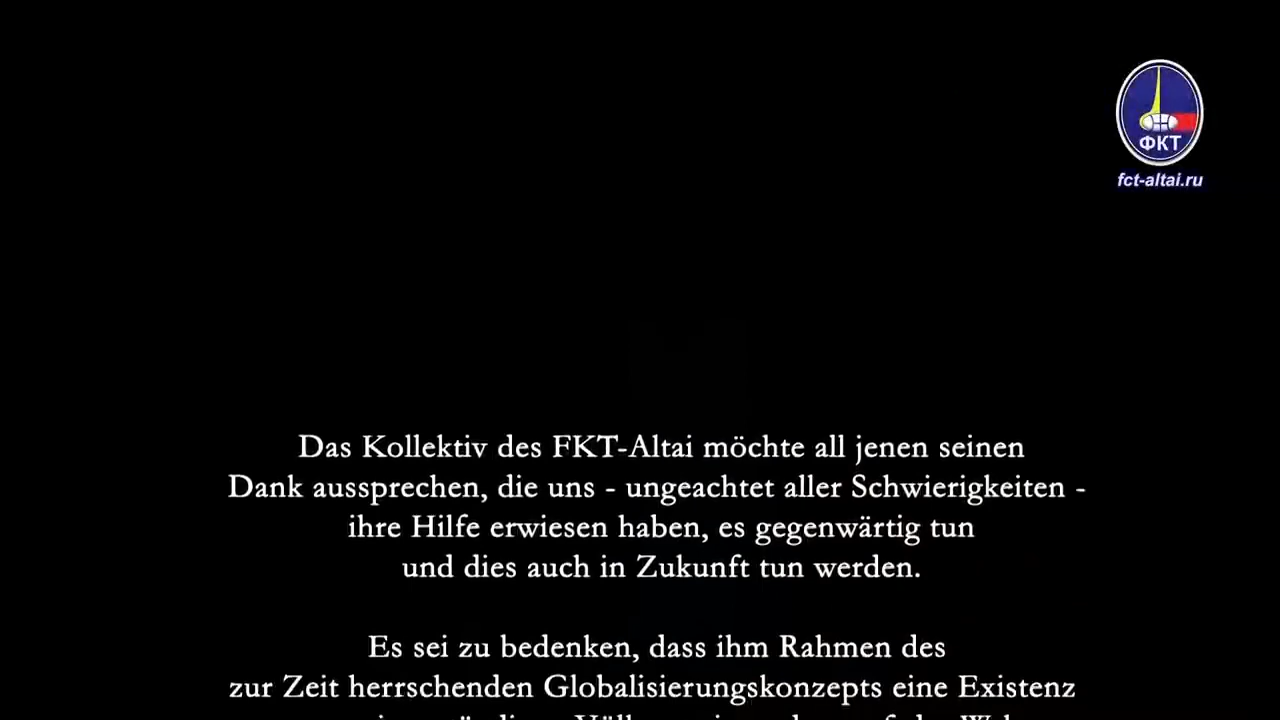 ФКТ
fct-altai.ru
Das Kollektiv des FKT-Altai möchte all jenen seinen
Dank aussprechen, die uns - ungeachtet aller Schwierigkeiten -
ihre Hilfe erwiesen haben, es gegenwärtig tun
und dies auch in Zukunft tun werden.
Es sei zu bedenken, dass ihm Rahmen des
zur Zeit herrschenden Globalisierungskonzepts eine Existenz